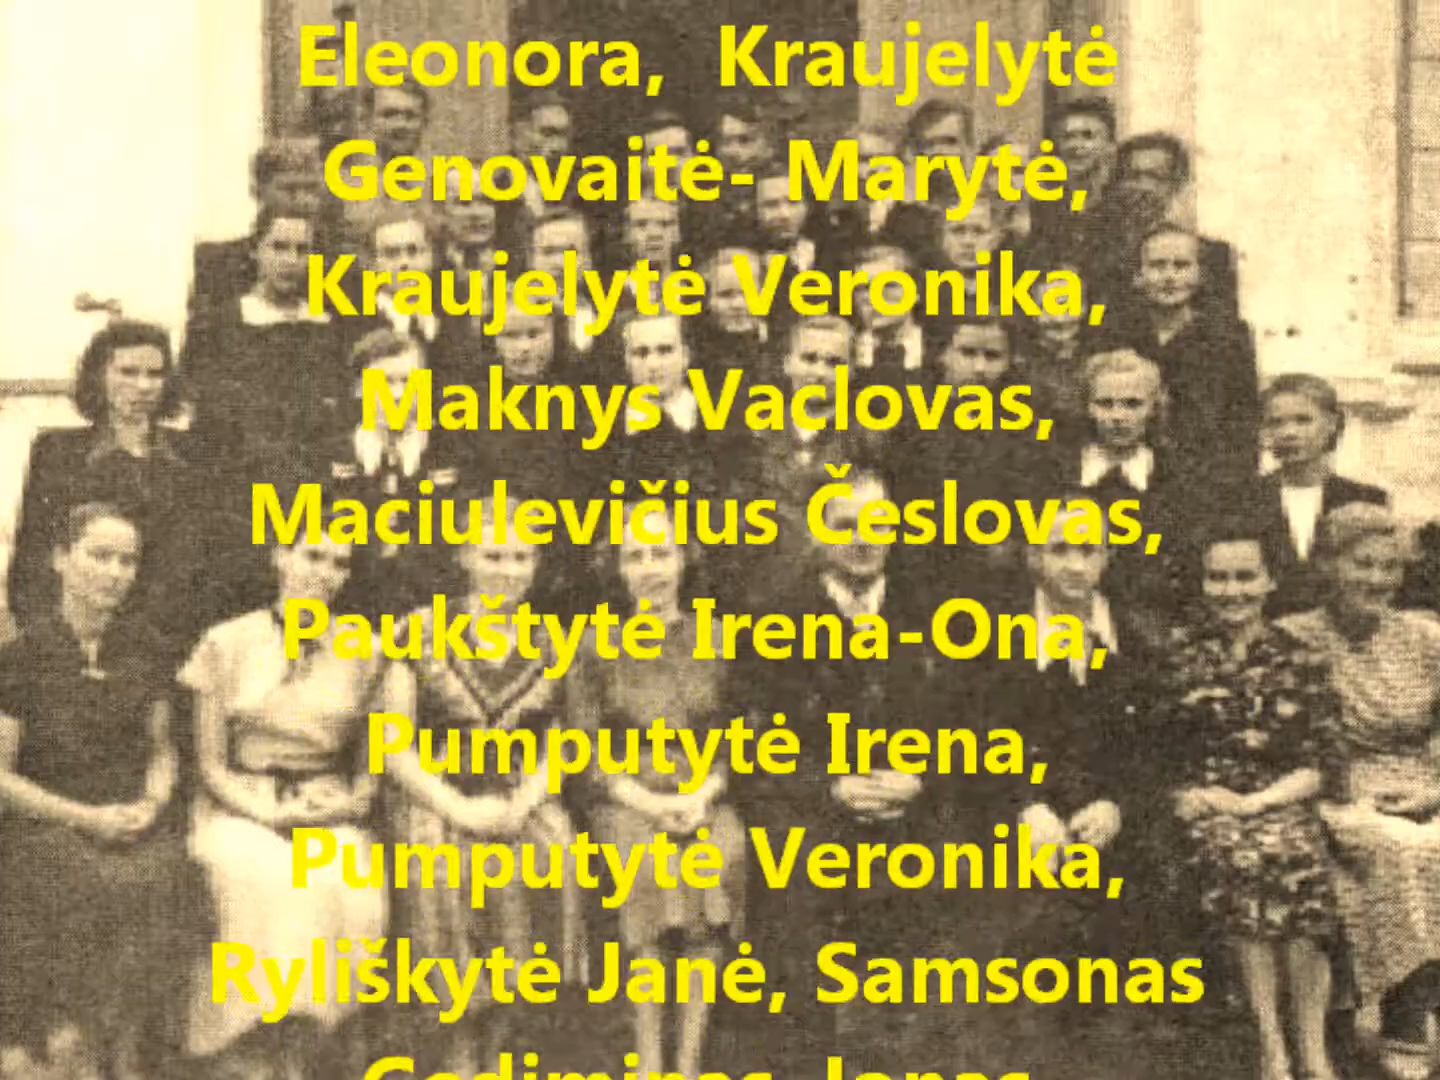 Eleonora, Kraujelytė
Genovaitė- Marytė,
Kraujelytė Veronika,
Maknys Vaclovas,
Maciulevičius Česlovas,
Paukštytė Irena-Ona,
Pumputytė Irena,
Pumputytė Veronika,
Ryliškytė Janė, Samsonas